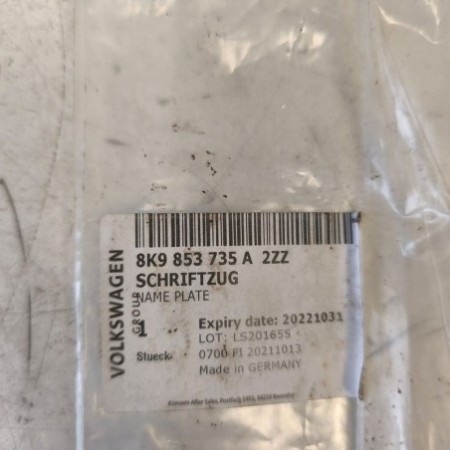 VOLKSWAGEN
GROUP
8K9 853 735 A 2ZZ
SCHRIFTZUG
NAME PLATE
1
Stueck
Expiry date: 20221031
LOT: LS201655
0700 PI 20211013
Made in GERMANY